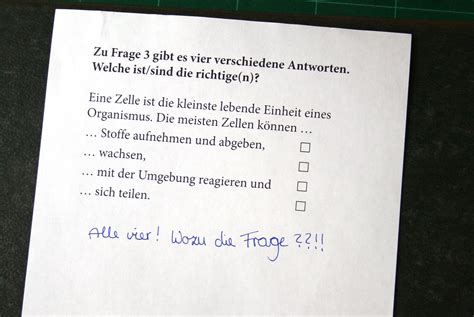 Zu Frage 3 gibt es vier verschiedene Antworten.
Welche ist/sind die richtige(n)?
Eine Zelle ist die kleinste lebende Einheit eines
Organismus. Die meisten Zellen können …
… Stoffe aufnehmen und abgeben,
… wachsen,
… mit der Umgebung reagieren und
… sich teilen.
Alle vier! Wozu die Frage ??!!